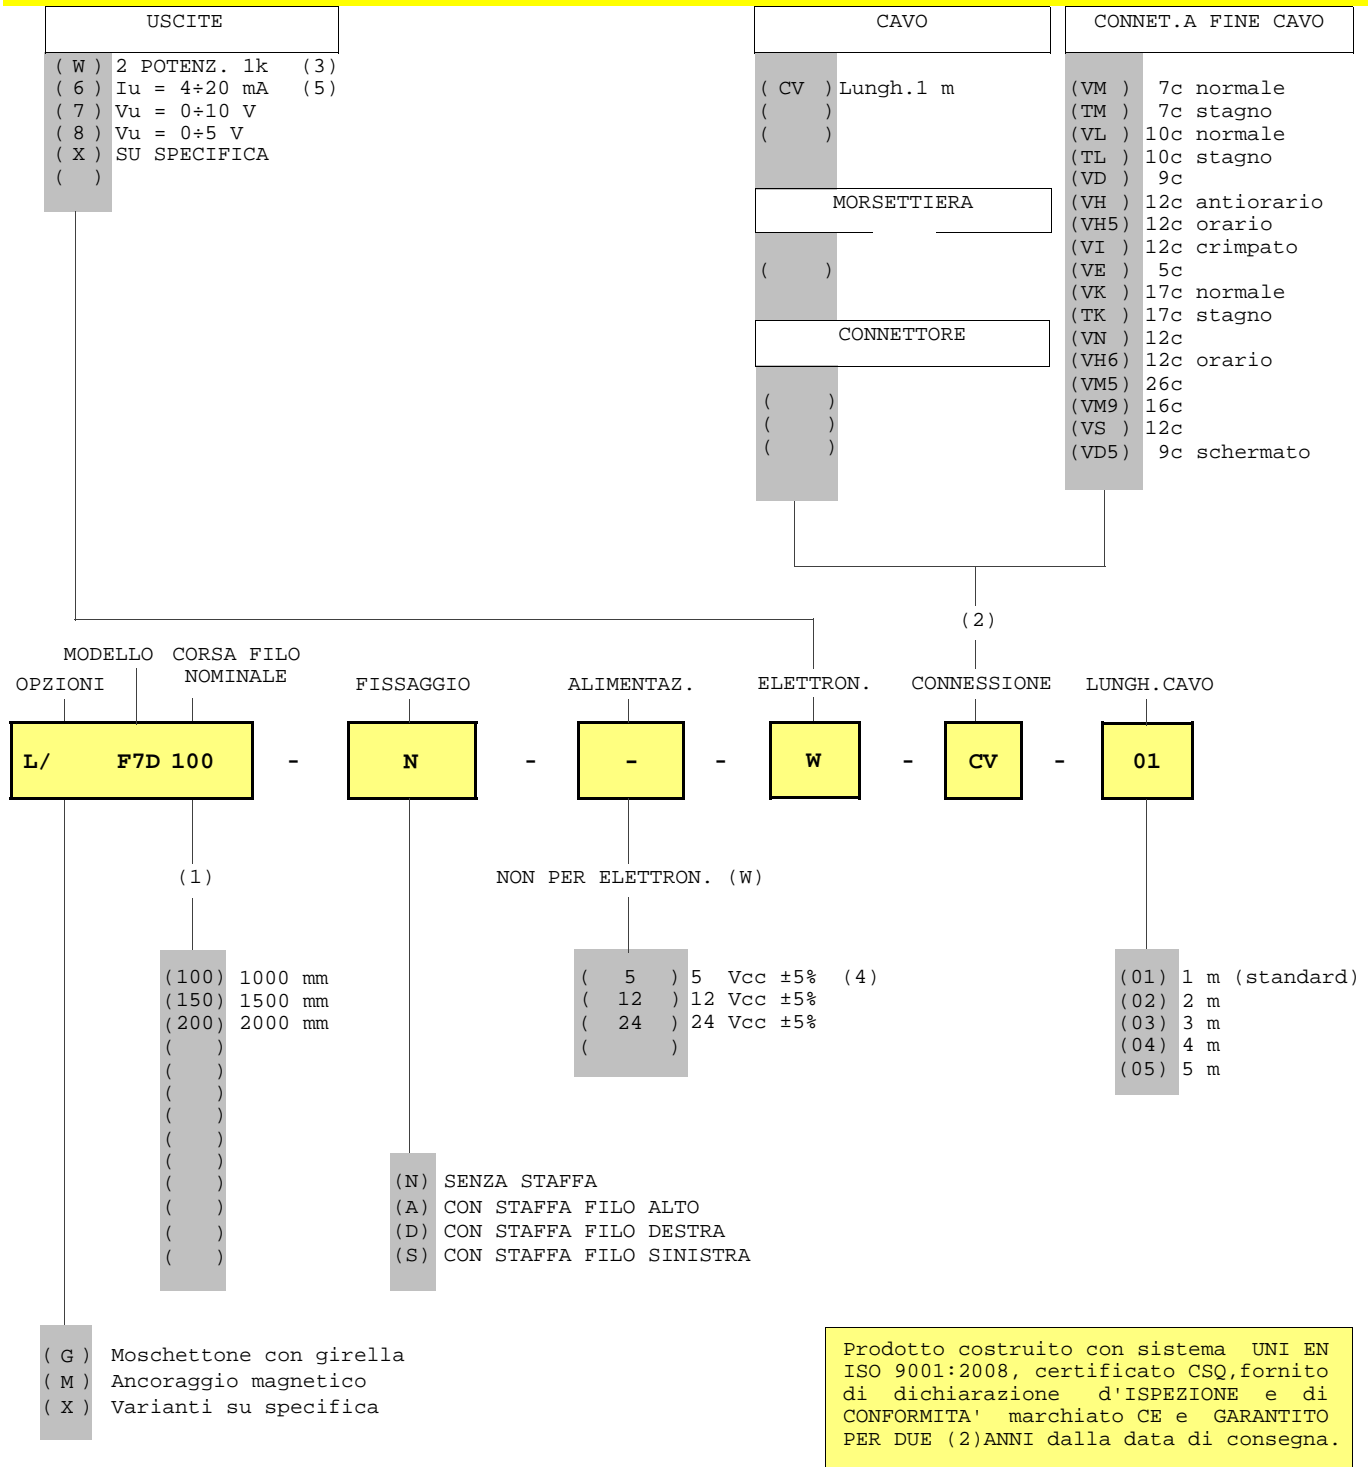 USCITE
( W ) 2 POTENZ. 1k (3)
( 6 ) Iu = 4÷20 mA (5)
( 7 ) Vu = 0÷10 V
( 8 ) Vu = 0÷5 V
( X ) SU SPECIFICA
( )
CAVO
( CV ) Lungh.1 m
( )
( )
MORSETTIERA
( )
CONNETTORE
( )
( )
( )
CONNET.A FINE CAVO
(VM ) 7c normale
(TM ) 7c stagno
(VL ) 10c normale
(TL ) 10c stagno
(VD ) 9c
(VH ) 12c antiorario
(VH5) 12c orario
(VI ) 12c crimpato
(VE ) 5c
(VK ) 17c normale
(TK ) 17c stagno
(VN ) 12c
(VH6) 12c orario
(VM5) 26c
(VM9) 16c
(VS ) 12c
(VD5) 9c schermato
(2)
OPZIONI
MODELLO
CORSA FILO
NOMINALE
FISSAGGIO
ALIMENTAZ.
ELETTRON.
CONNESSIONE
LUNGH.CAVO
L/ F7D 100 - N - - - W - CV - 01
(1)
NON PER ELETTRON. (W)
(100) 1000 mm
(150) 1500 mm
(200) 2000 mm
( )
( )
( )
( )
( )
( )
( )
( )
( )
( )
( 5 ) 5 Vcc ±5% (4)
( 12 ) 12 Vcc ±5%
( 24 ) 24 Vcc ±5%
( )
(01) 1 m (standard)
(02) 2 m
(03) 3 m
(04) 4 m
(05) 5 m
(N) SENZA STAFFA
(A) CON STAFFA FILO ALTO
(D) CON STAFFA FILO DESTRA
(S) CON STAFFA FILO SINISTRA
( G ) Moschettone con girella
( M ) Ancoraggio magnetico
( X ) Varianti su specifica
Prodotto costruito con sistema UNI EN
ISO 9001:2008, certificato CSQ,fornito
di dichiarazione d'ISPEZIONE e di
CONFORMITA' marchiato CE e GARANTITO
PER DUE (2)ANNI dalla data di consegna.